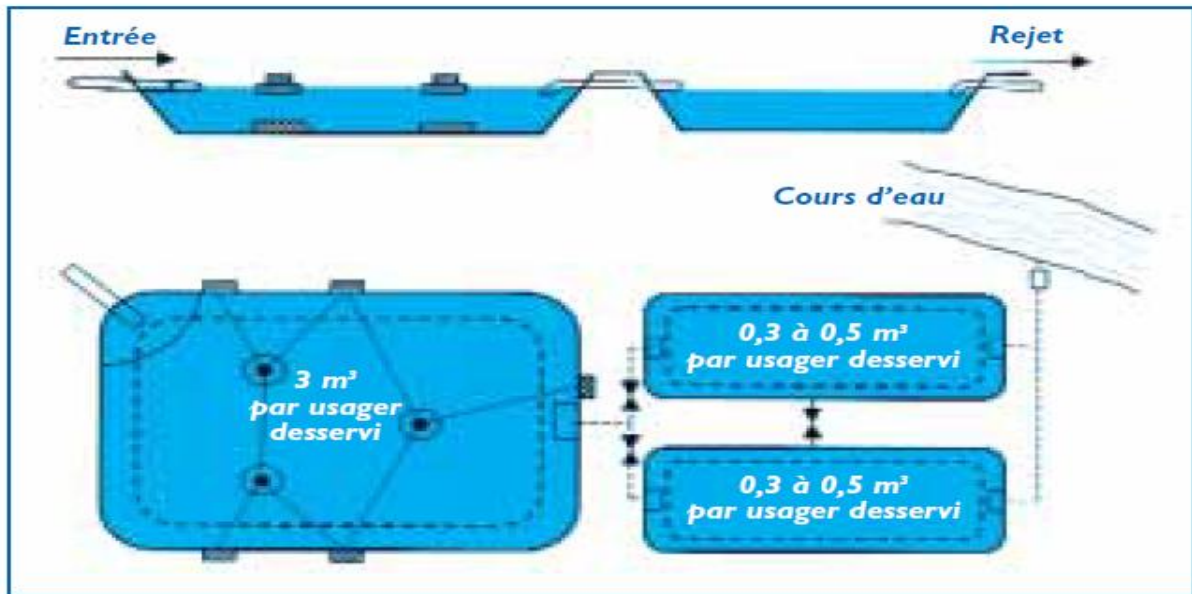 Entrée
Rejet
Cours d'eau
3 m³
par usager
desservi
0,3 à 0,5 m³
par usager desservi
0,3 à 0,5 m³
par usager desservi